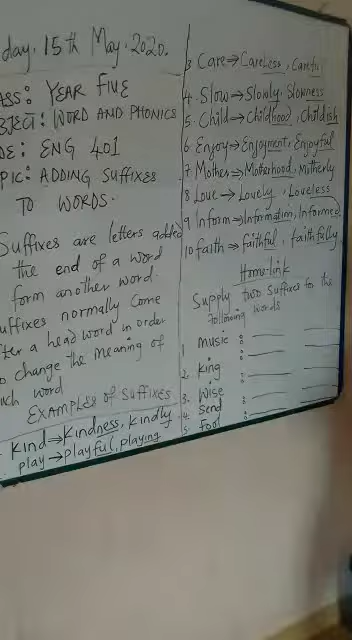 day, 15th May, 2020.
ASS: YEAR FIVE
BJECT: WORD AND PHONICS
DE: ENG 401
PIC: ADDING SUFFIXES
TO WORDS.
Suffixes are letters added
the end of a word
form another word.
uffixes normally come
fter a head word in order
o change the meaning of
uch word
EXAMPLES OF SUFFIXES
kind→kindness, kindly
play→playful, playing
3 Care→Careless, Careful
4. Slow→Slowly, Slowness
5. Child→Childhood, Childish
6 Enjoy→Enjoyment, Enjoyful
7 Mother→Motherhood, Motherly
8 Love→Lovely, Loveless
9 Inform→Information, Informed
10 Faith→faithful, faithfully
Home-link
Supply two suffixes for the
following words
1 music :
2. king :
3. wise :
4. send :
5. fool :